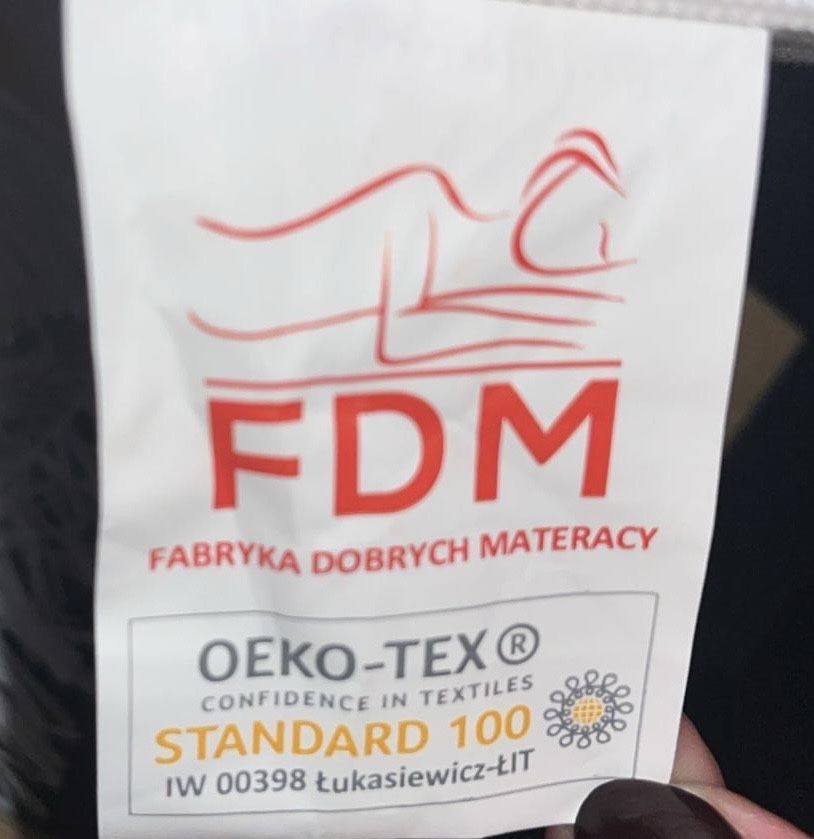 FDM
FABRYKA DOBRYCH MATERACY
OEKO-TEX®
CONFIDENCE IN TEXTILES
STANDARD 100
IW 00398 Łukasiewicz-ŁIT